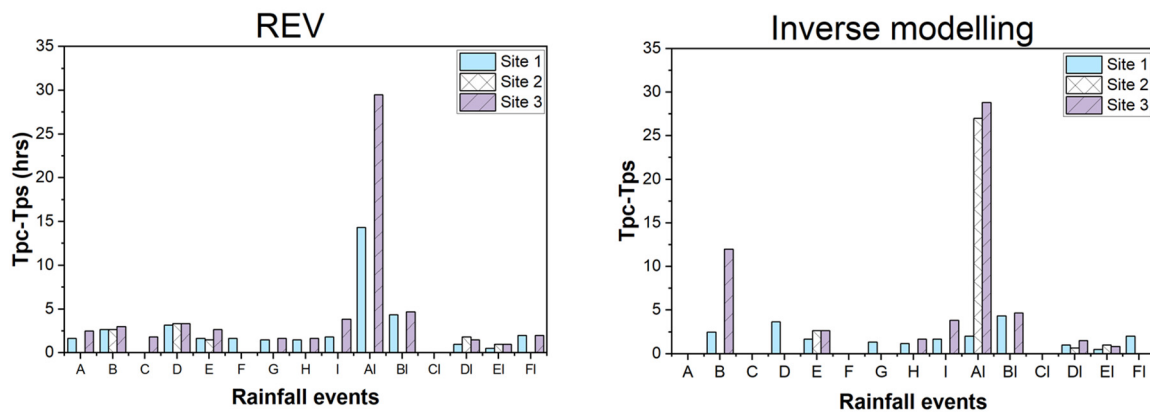 REV
35
30
25
20
15
10
5
0
Tpc-Tps (hrs)
Site 1
Site 2
Site 3
A B C D E F G H I AI BI CI DI EI FI
Rainfall events
Inverse modelling
35
30
25
20
15
10
5
0
Tpc-Tps
Site 1
Site 2
Site 3
A B C D E F G H I AI BI CI DI EI FI
Rainfall events